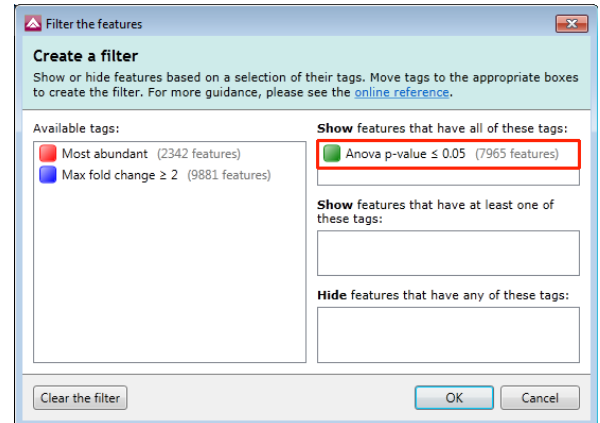 Filter the features
Create a filter
Show or hide features based on a selection of their tags. Move tags to the appropriate boxes
to create the filter. For more guidance, please see the online reference.
Available tags:
Most abundant (2342 features)
Max fold change ≥ 2 (9881 features)
Show features that have all of these tags:
Anova p-value ≤ 0.05 (7965 features)
Show features that have at least one of
these tags:
Hide features that have any of these tags:
Clear the filter
OK
Cancel